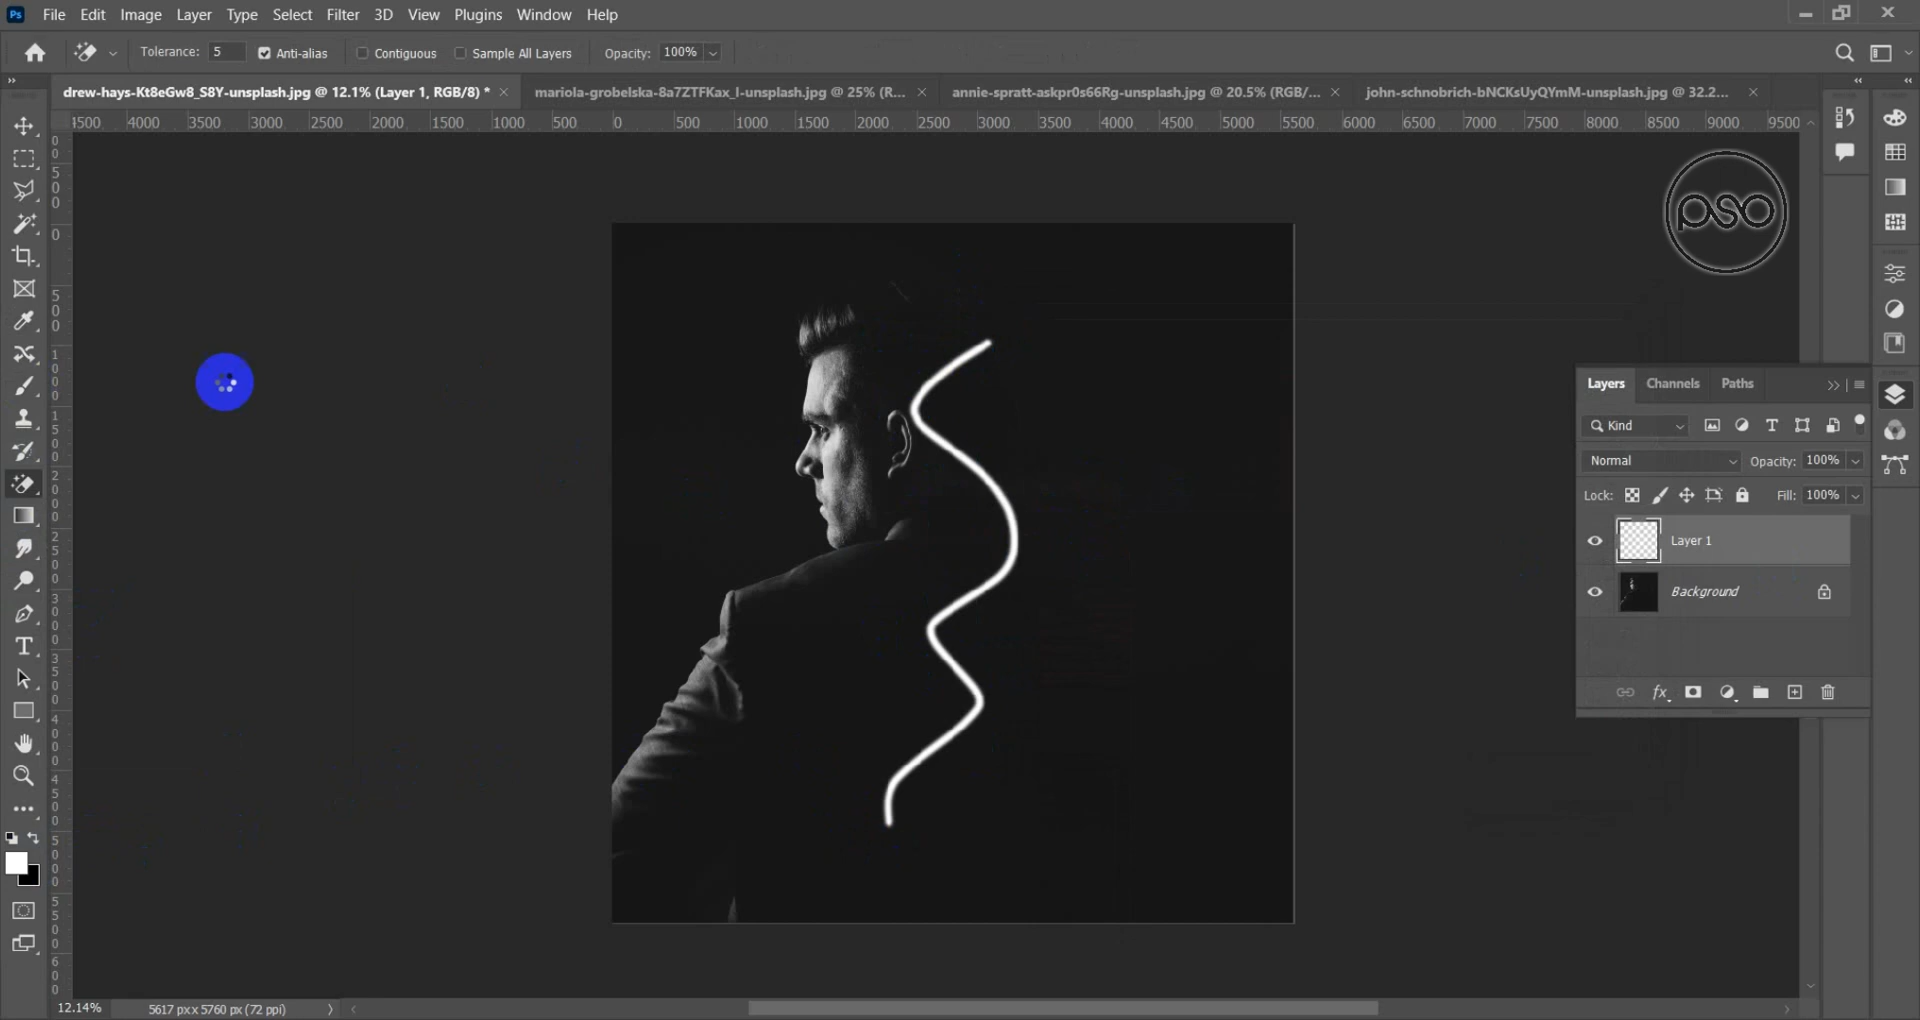 Ps File Edit Image Layer Type Select Filter 3D View Plugins Window Help
Tolerance: 5 Anti-alias Contiguous Sample All Layers Opacity: 100%
drew-hays-Kt8eGw8_S8Y-unsplash.jpg @ 12.1% (Layer 1, RGB/8) * mariola-grobelska-8a7ZTFKax_I-unsplash.jpg @ 25% (R... annie-spratt-askpr0s66Rg-unsplash.jpg @ 20.5% (RGB/... john-schnobrich-bNCKsUyQYmM-unsplash.jpg @ 32.2...
4500 4000 3500 3000 2500 2000 1500 1000 500 0 500 1000 1500 2000 2500 3000 3500 4000 4500 5000 5500 6000 6500 7000 7500 8000 8500 9000 9500
pso
Layers Channels Paths
Kind
Normal Opacity: 100%
Lock: Fill: 100%
Layer 1
Background
fx
12.14% 5617 px x 5760 px (72 ppi)